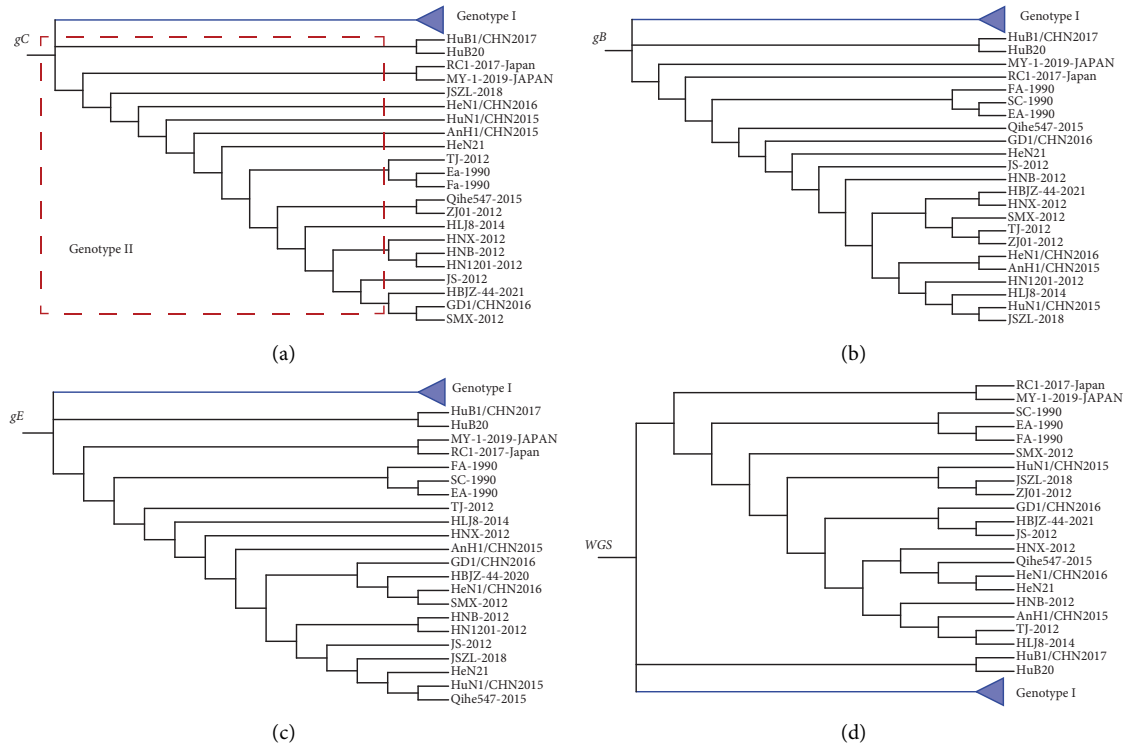 gC
Genotype I
HuB1/CHN2017
HuB20
RC1-2017-Japan
MY-1-2019-JAPAN
JSZL-2018
HeN1/CHN2016
HuN1/CHN2015
AnH1/CHN2015
HeN21
TJ-2012
Ea-1990
Fa-1990
Qihe547-2015
ZJ01-2012
HLJ8-2014
HNX-2012
HNB-2012
HN1201-2012
JS-2012
HBJZ-44-2021
GD1/CHN2016
SMX-2012
Genotype II
(a)
gB
Genotype I
HuB1/CHN2017
HuB20
MY-1-2019-JAPAN
RC1-2017-Japan
FA-1990
SC-1990
EA-1990
Qihe547-2015
GD1/CHN2016
HeN21
JS-2012
HNB-2012
HBJZ-44-2021
HNX-2012
SMX-2012
TJ-2012
ZJ01-2012
HeN1/CHN2016
AnH1/CHN2015
HN1201-2012
HLJ8-2014
HuN1/CHN2015
JSZL-2018
(b)
gE
Genotype I
HuB1/CHN2017
HuB20
MY-1-2019-JAPAN
RC1-2017-Japan
FA-1990
SC-1990
EA-1990
TJ-2012
HLJ8-2014
HNX-2012
AnH1/CHN2015
GD1/CHN2016
HBJZ-44-2020
HeN1/CHN2016
SMX-2012
HNB-2012
HN1201-2012
JS-2012
JSZL-2018
HeN21
HuN1/CHN2015
Qihe547-2015
(c)
WGS
RC1-2017-Japan
MY-1-2019-JAPAN
SC-1990
EA-1990
FA-1990
SMX-2012
HuN1/CHN2015
JSZL-2018
ZJ01-2012
GD1/CHN2016
HBJZ-44-2021
JS-2012
HNX-2012
Qihe547-2015
HeN1/CHN2016
HeN21
HNB-2012
AnH1/CHN2015
TJ-2012
HLJ8-2014
HuB1/CHN2017
HuB20
Genotype I
(d)